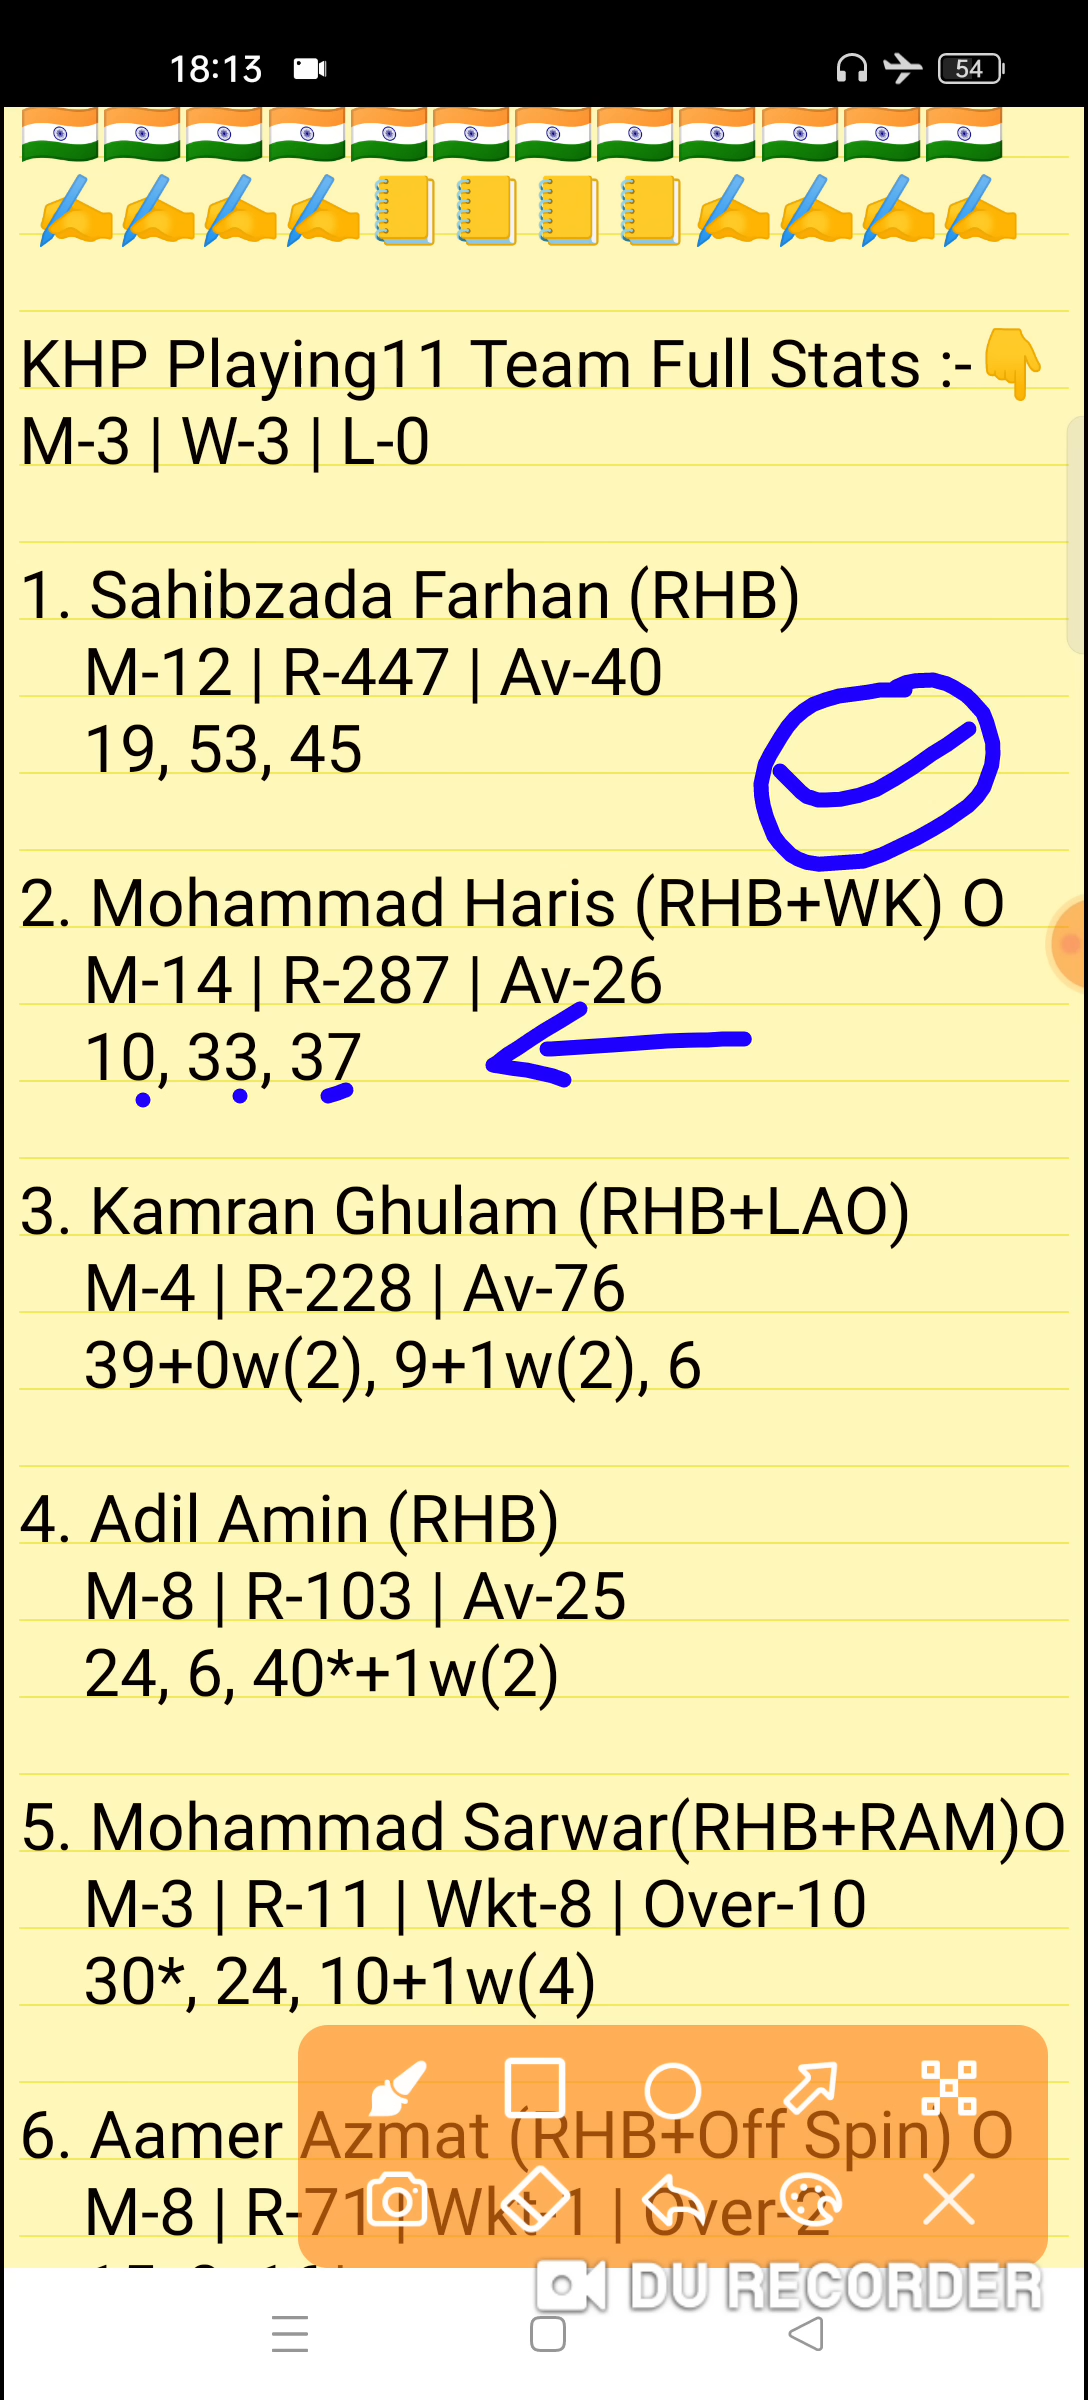 18:13
54
KHP Playing11 Team Full Stats :-👇
M-3 | W-3 | L-0
1. Sahibzada Farhan (RHB)
M-12 | R-447 | Av-40
19, 53, 45
2. Mohammad Haris (RHB+WK) O
M-14 | R-287 | Av-26
10, 33, 37
3. Kamran Ghulam (RHB+LAO)
M-4 | R-228 | Av-76
39+0w(2), 9+1w(2), 6
4. Adil Amin (RHB)
M-8 | R-103 | Av-25
24, 6, 40*+1w(2)
5. Mohammad Sarwar(RHB+RAM)O
M-3 | R-11 | Wkt-8 | Over-10
30*, 24, 10+1w(4)
6. Aamer Azmat (RHB+Off Spin) O
M-8 | R-71 | Wkt-1 | Over-2
DU RECORDER